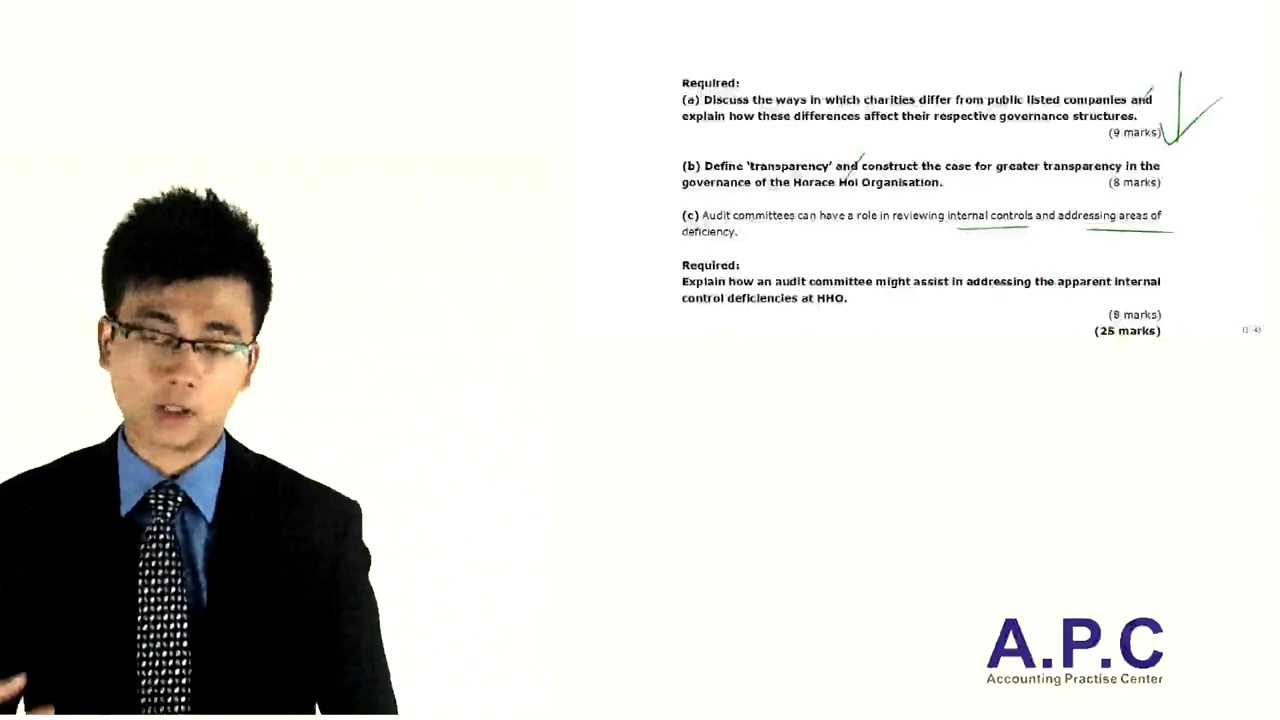 Required:
(a) Discuss the ways in which charities differ from public listed companies and
explain how these differences affect their respective governance structures.
(9 marks)
(b) Define ‘transparency’ and construct the case for greater transparency in the
governance of the Horace Hoi Organisation.
(8 marks)
(c) Audit committees can have a role in reviewing internal controls and addressing areas of
deficiency.
Required:
Explain how an audit committee might assist in addressing the apparent internal
control deficiencies at HHO.
(8 marks)
(25 marks)
A.P.C
Accounting Practise Center